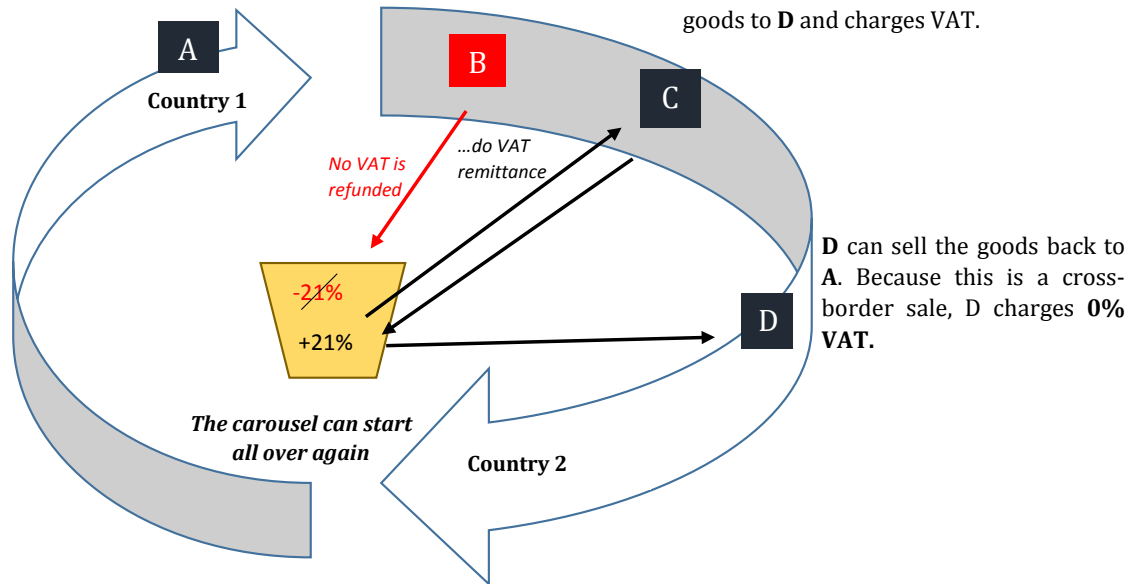 goods to D and charges VAT.
A
B
C
Country 1
No VAT is
refunded
...do VAT
remittance
-21%
+21%
D
D can sell the goods back to
A. Because this is a cross-
border sale, D charges 0%
VAT.
The carousel can start
all over again
Country 2